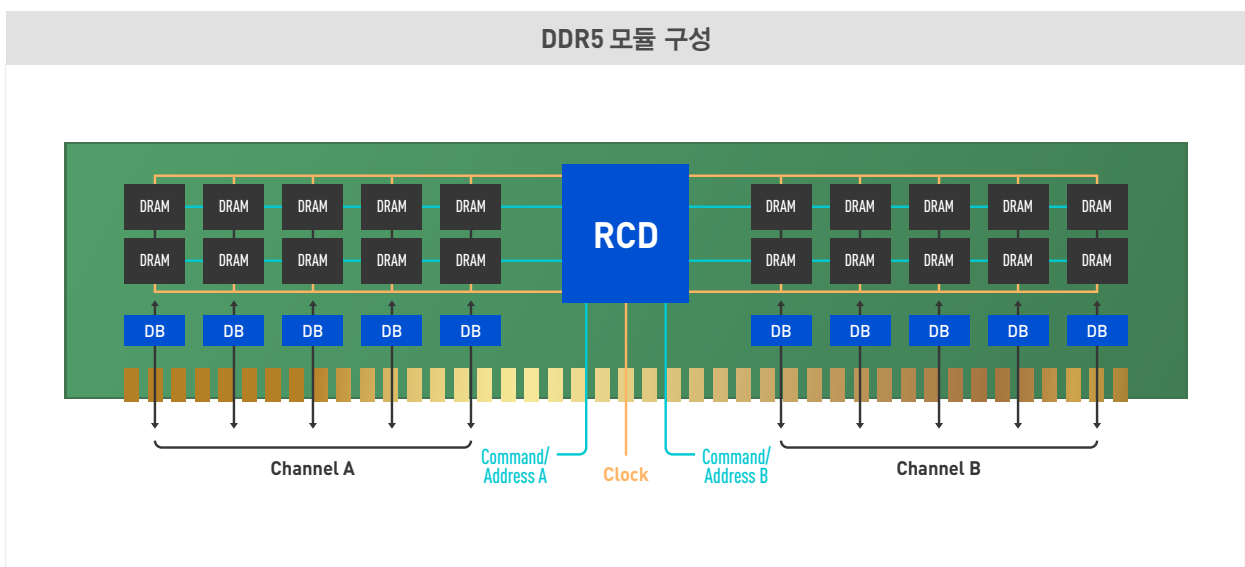 DDR5 모듈 구성
DRAM DRAM DRAM DRAM DRAM RCD DRAM DRAM DRAM DRAM DRAM
DRAM DRAM DRAM DRAM DRAM DRAM DRAM DRAM DRAM DRAM
DB DB DB DB DB DB DB DB DB DB
Channel A
Command/
Address A
Clock
Command/
Address B
Channel B